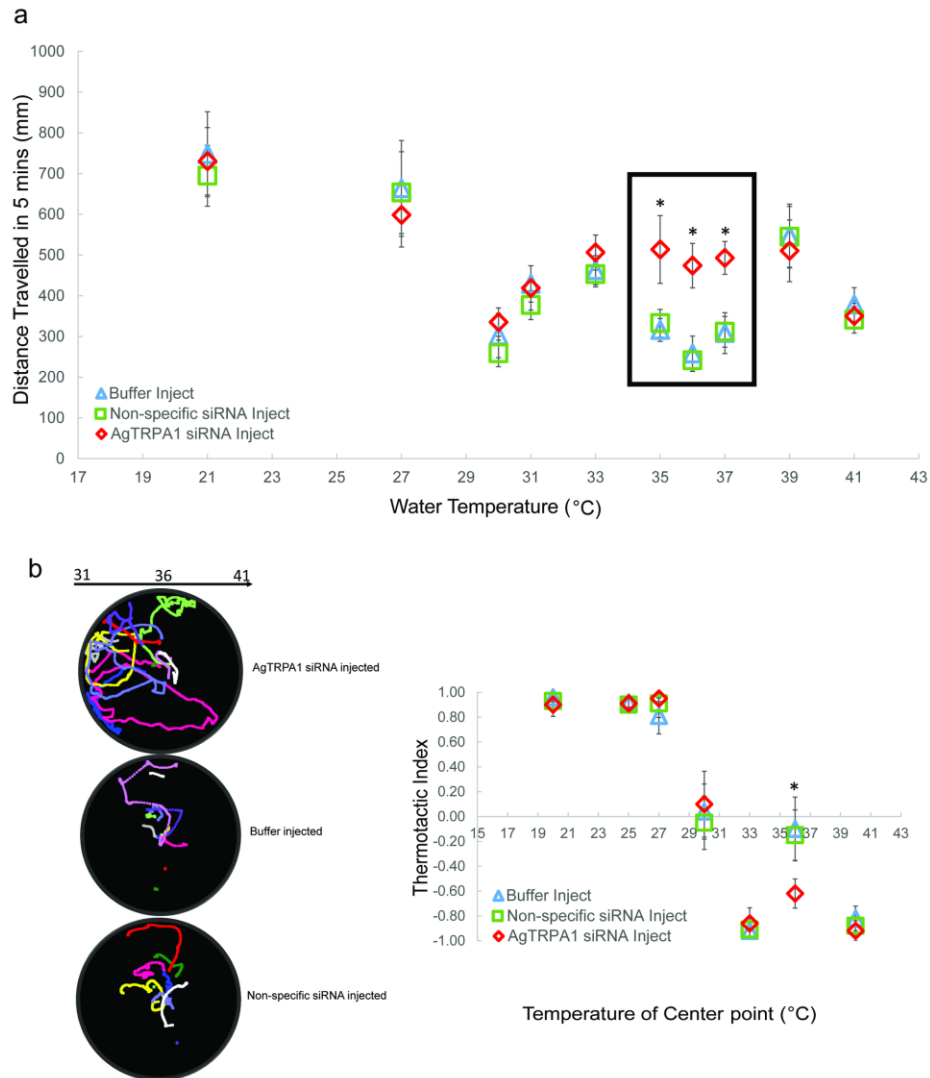 a
1000
900
800
700
600
500
400
300
200
100
0
Distance Travelled in 5 mins (mm)
* * *
Buffer Inject
Non-specific siRNA Inject
AgTRPA1 siRNA Inject
17 19 21 23 25 27 29 31 33 35 37 39 41 43
Water Temperature (°C)
b
31 36 41
AgTRPA1 siRNA injected
Buffer injected
Non-specific siRNA injected
1.00
0.80
0.60
0.40
0.20
0.00
-0.20
-0.40
-0.60
-0.80
-1.00
Thermotactic Index
*
15 17 19 21 23 25 27 29 31 33 35 37 39 41 43
Buffer Inject
Non-specific siRNA Inject
AgTRPA1 siRNA Inject
Temperature of Center point (°C)